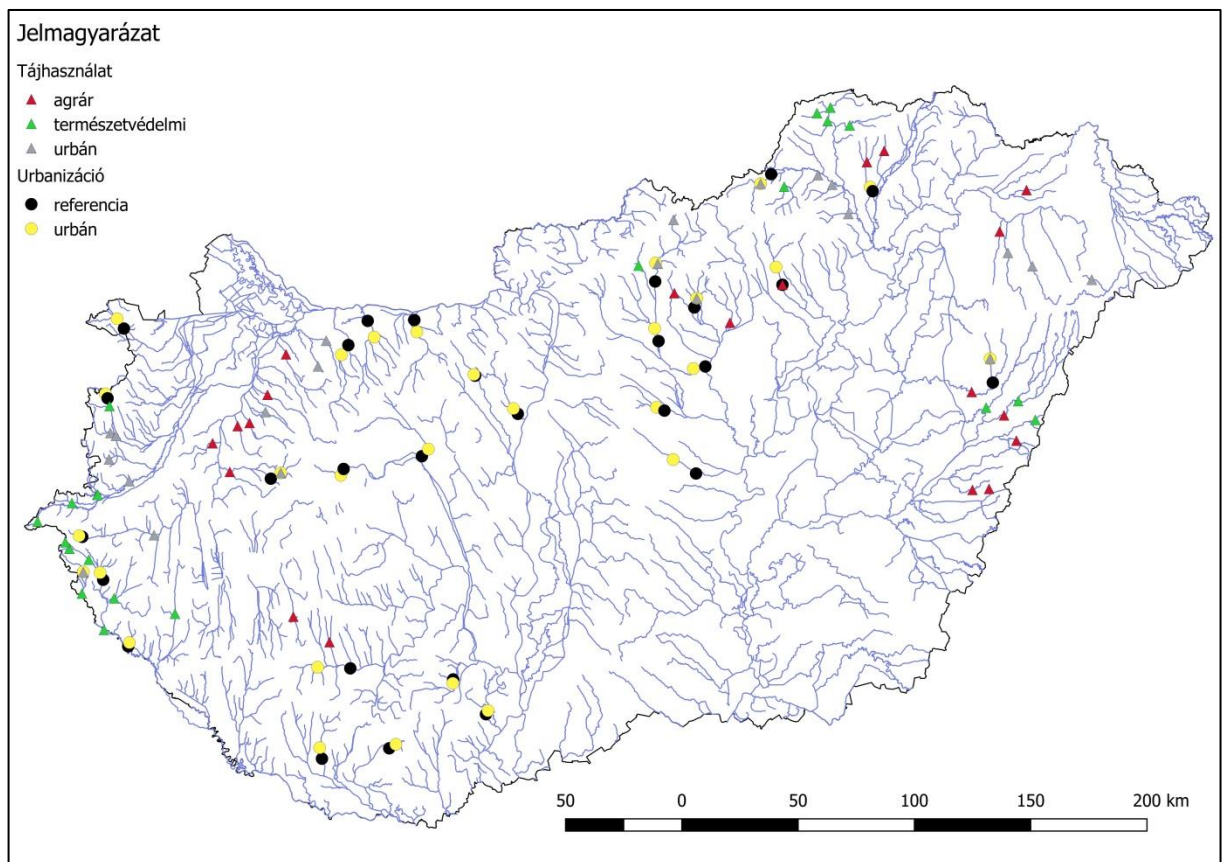 Jelmagyarázat
Tájhasználat
agrár
természetvédelmi
urbán
Urbanizáció
referencia
urbán
50 0 50 100 150 200 km